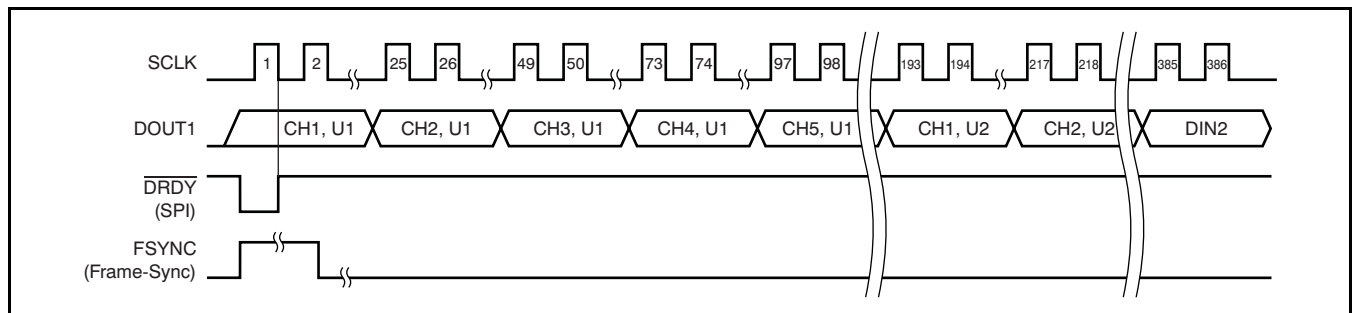 SCLK
1 2 25 26 49 50 73 74 97 98 193 194 217 218 385 386
DOUT1
CH1, U1 CH2, U1 CH3, U1 CH4, U1 CH5, U1 CH1, U2 CH2, U2 DIN2
DRDY
(SPI)
FSYNC
(Frame-Sync)